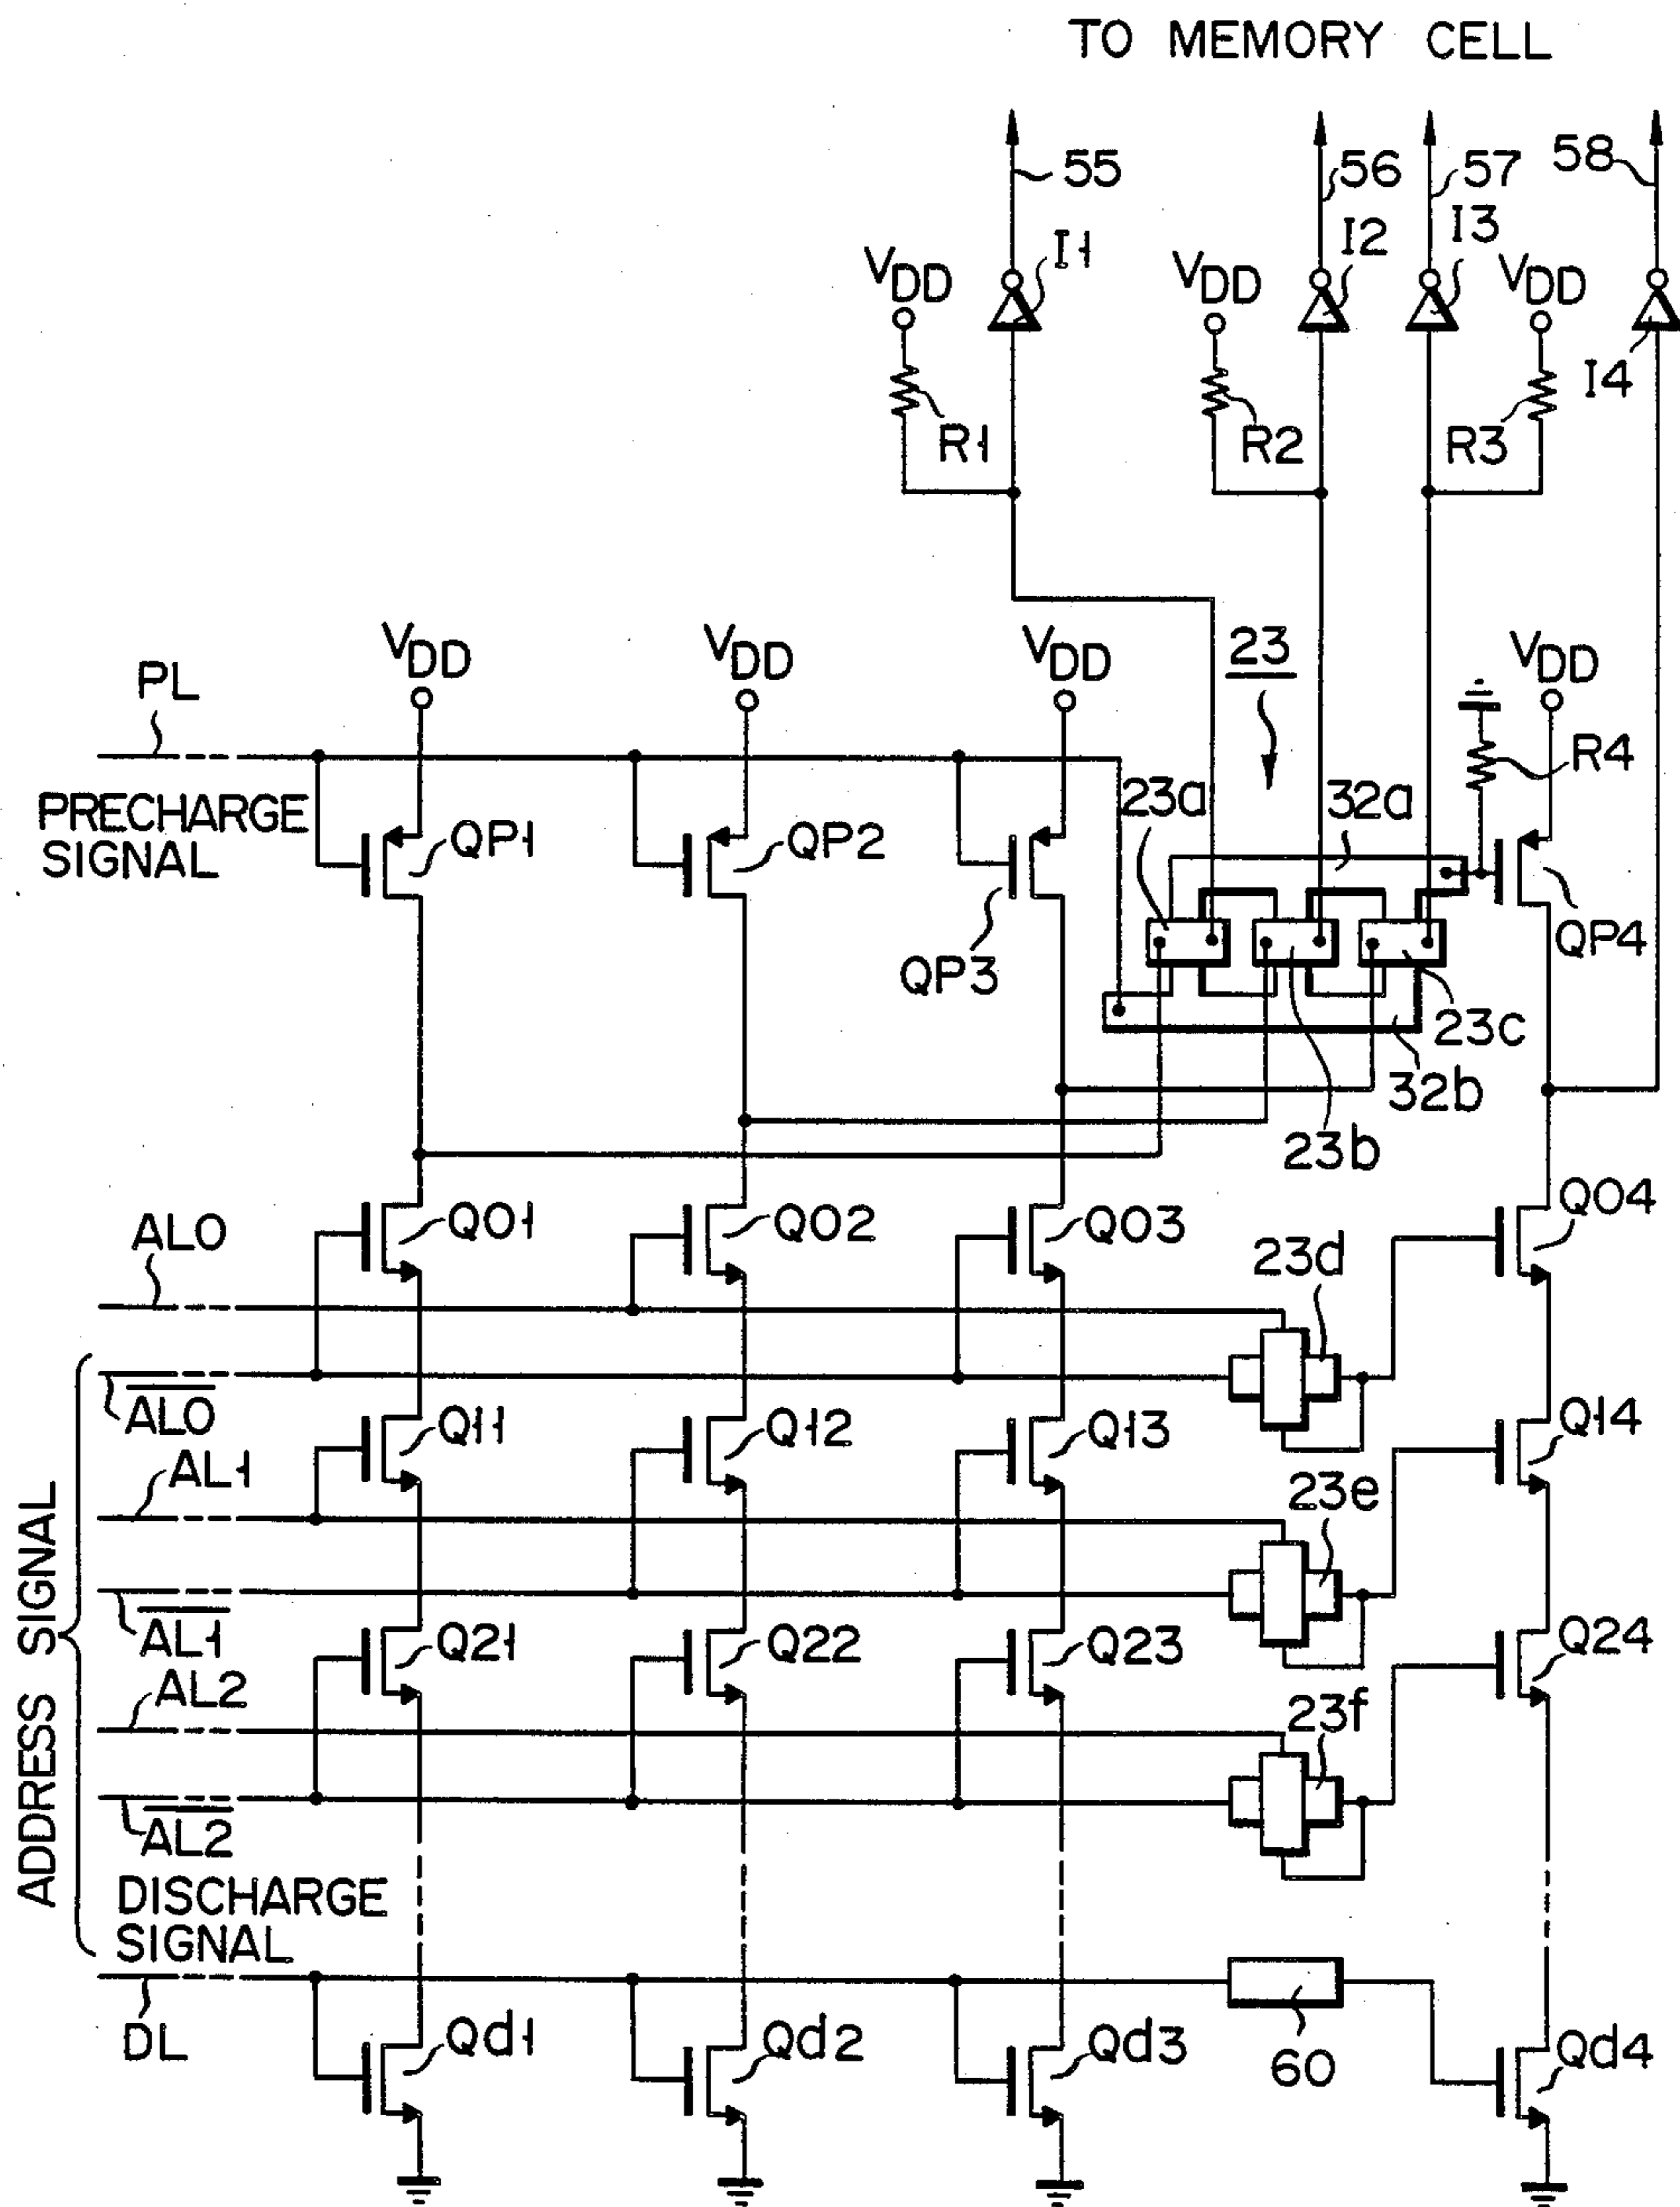 TO MEMORY CELL
55
56
57
58
I1
I2
I3
I4
VDD
VDD
VDD
R1
R2
R3
VDD
VDD
VDD
23
VDD
PL
R4
PRECHARGE
SIGNAL
QP1
QP2
QP3
23a
32a
QP4
23c
32b
23b
AL0
Q01
Q02
Q03
23d
Q04
AL0
Q11
Q12
Q13
Q14
AL1
23e
AL1
Q21
Q22
Q23
Q24
AL2
23f
AL2
ADDRESS SIGNAL
DISCHARGE
SIGNAL
DL
Qd1
Qd2
Qd3
60
Qd4